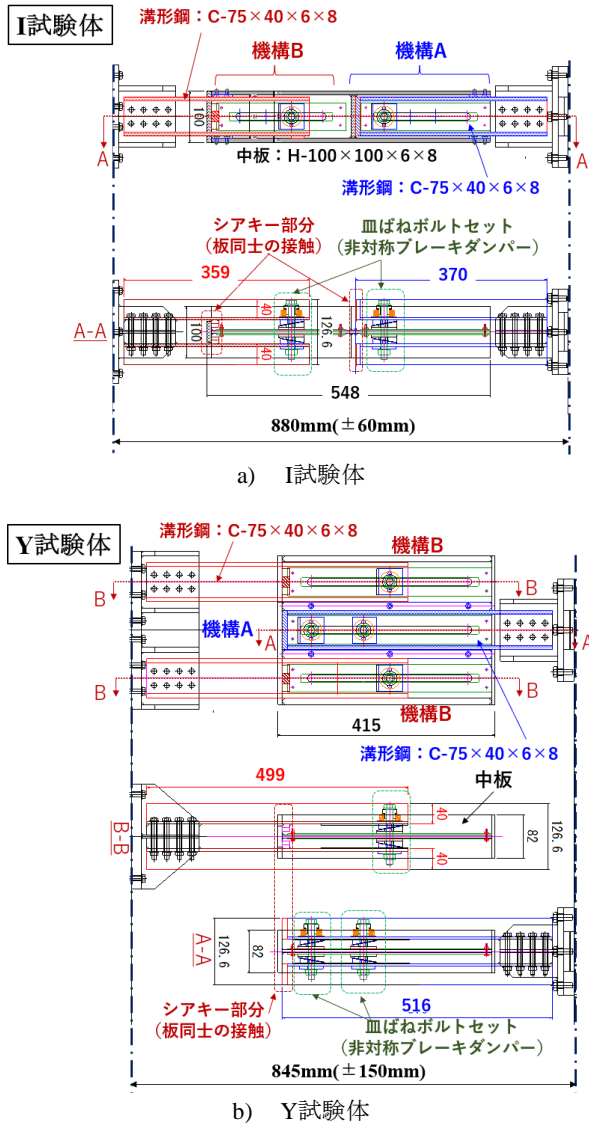 I試験体
溝形鋼：C-75×40×6×8
機構B
機構A
100
A
A
中板：H-100×100×6×8
溝形鋼：C-75×40×6×8
シアキー部分
（板同士の接触）
皿ばねボルトセット
（非対称ブレーキダンパー）
359
370
A-A
40
100
126.6
40
548
880mm(±60mm)
a) I試験体
Y試験体
溝形鋼：C-75×40×6×8
機構B
B
B
機構A
A
A
B
B
機構B
415
溝形鋼：C-75×40×6×8
499
中板
B-B
40
82
126.6
40
A-A
126.6
82
516
シアキー部分
（板同士の接触）
皿ばねボルトセット
（非対称ブレーキダンパー）
845mm(±150mm)
b) Y試験体